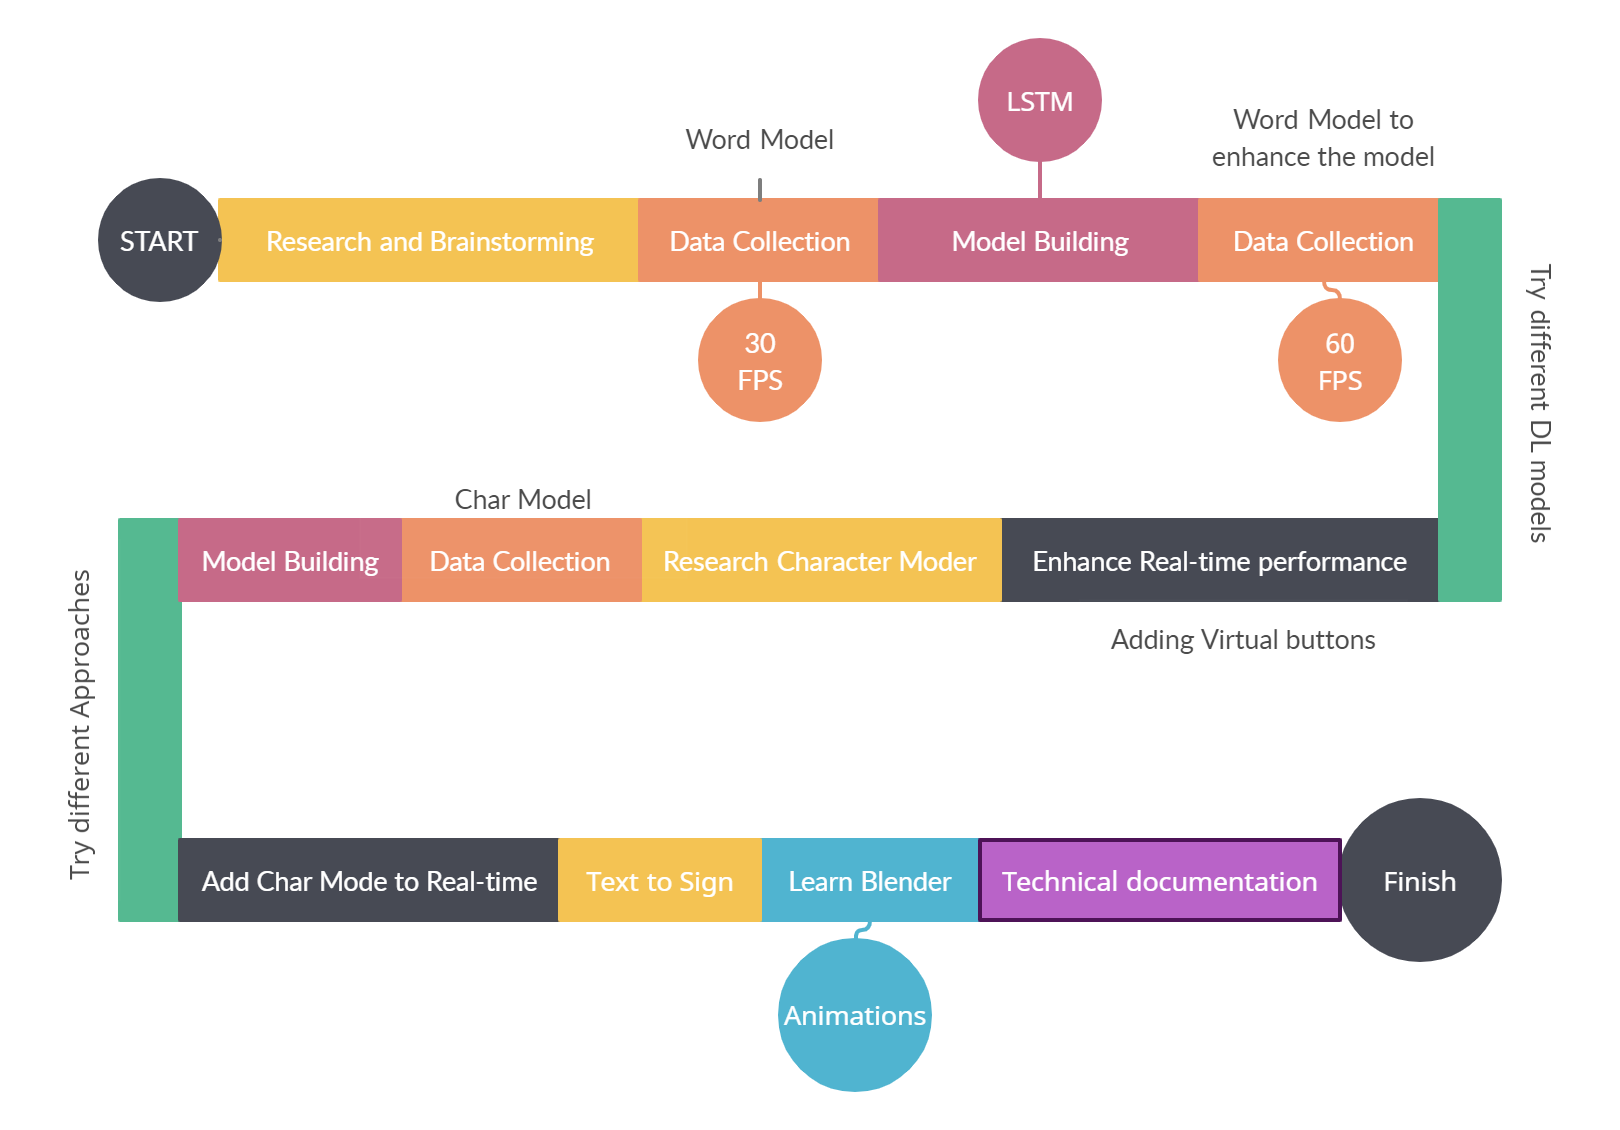 LSTM
Word Model to
enhance the model
Word Model
START
Research and Brainstorming
Data Collection
Model Building
Data Collection
30
FPS
60
FPS
Try different DL models
Char Model
Model Building
Data Collection
Research Character Moder
Enhance Real-time performance
Adding Virtual buttons
Try different Approaches
Add Char Mode to Real-time
Text to Sign
Learn Blender
Technical documentation
Finish
Animations